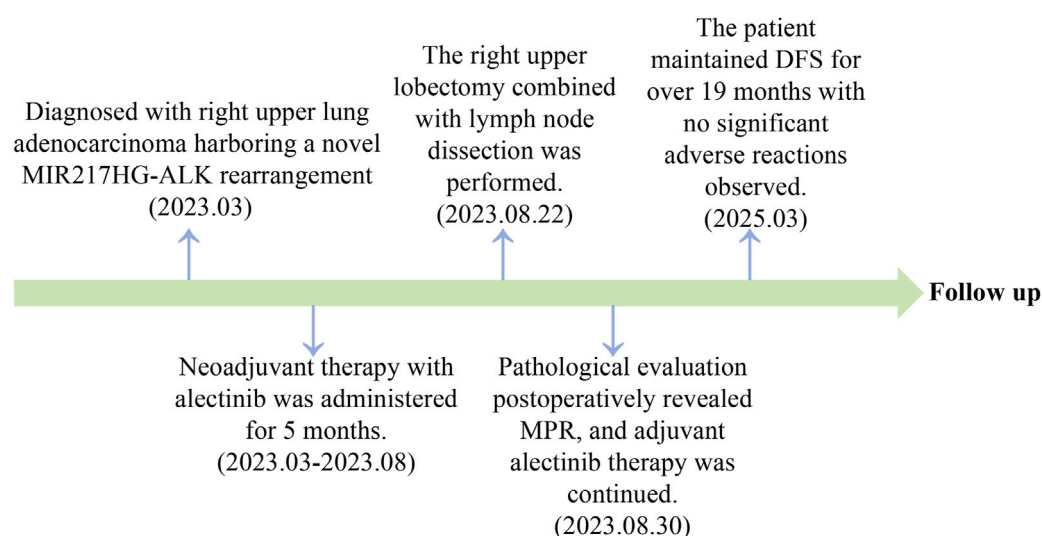 Diagnosed with right upper lung
adenocarcinoma harboring a novel
MIR217HG-ALK rearrangement
(2023.03)
The right upper
lobectomy combined
with lymph node
dissection was
performed.
(2023.08.22)
The patient
maintained DFS for
over 19 months with
no significant
adverse reactions
observed.
(2025.03)
Follow up
Neoadjuvant therapy with
alectinib was administered
for 5 months.
(2023.03-2023.08)
Pathological evaluation
postoperatively revealed
MPR, and adjuvant
alectinib therapy was
continued.
(2023.08.30)